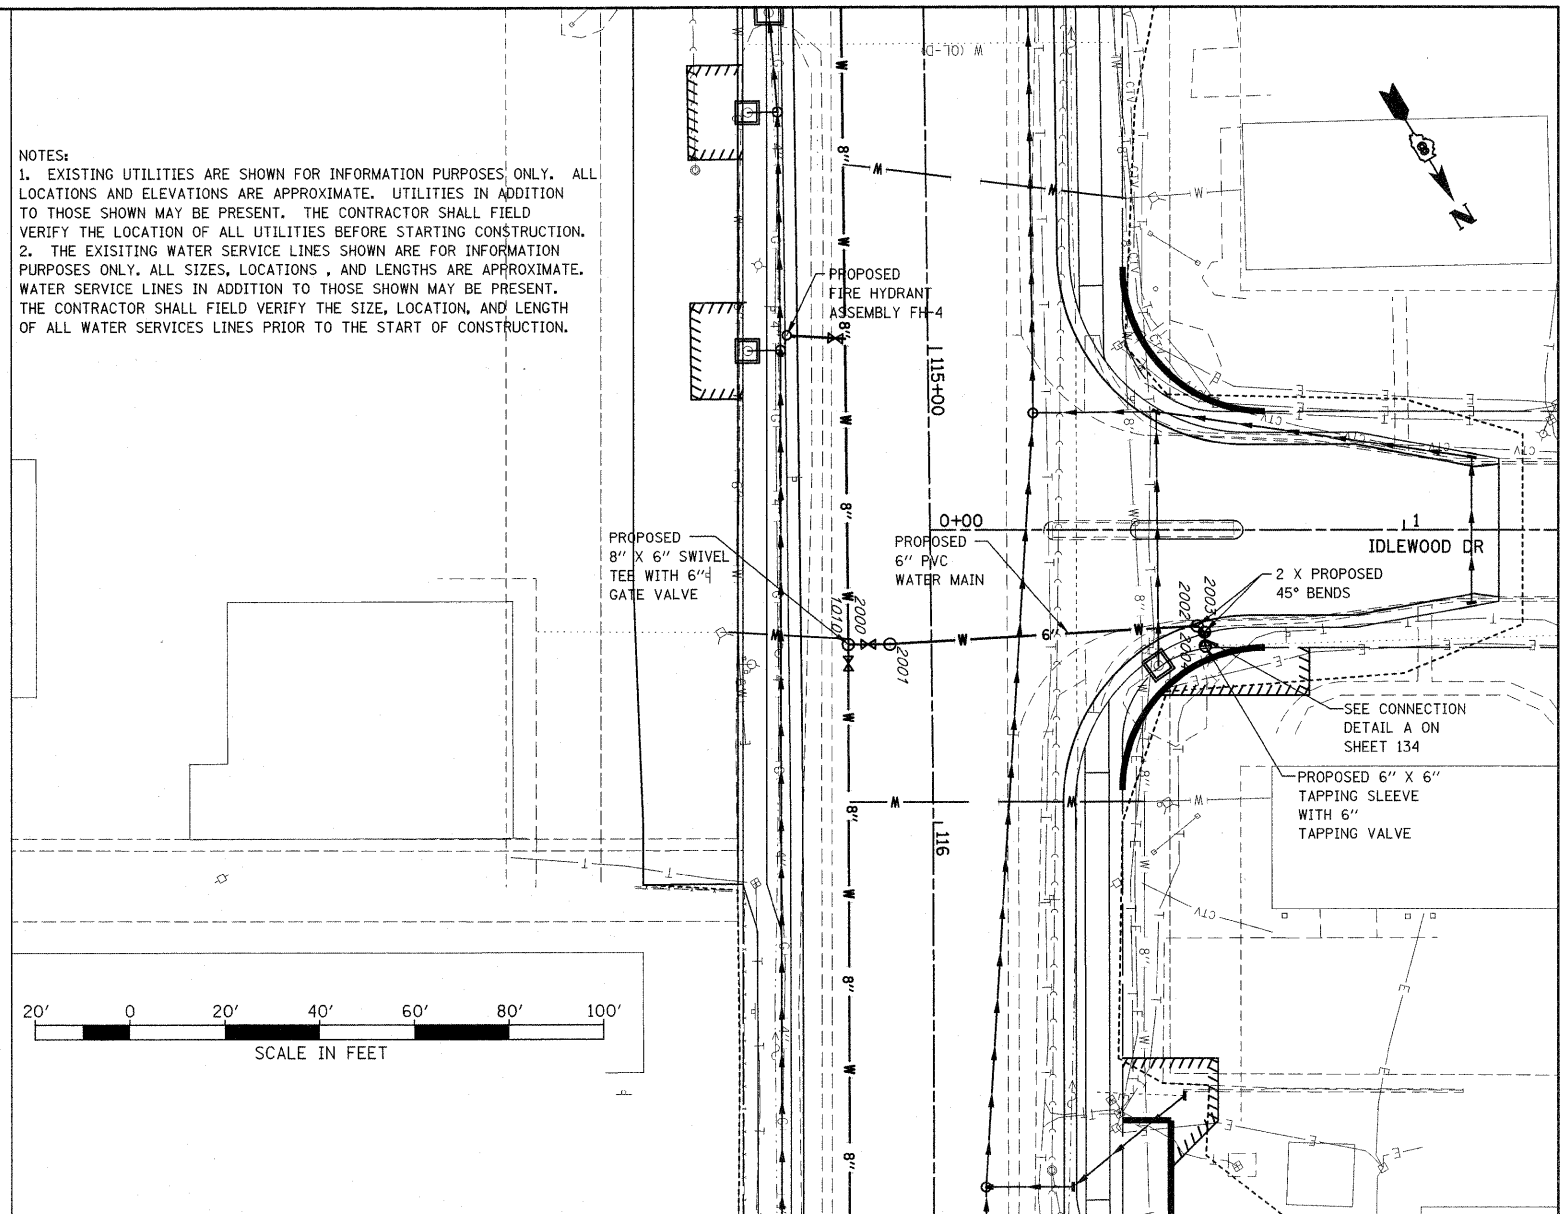 NOTES:
1. EXISTING UTILITIES ARE SHOWN FOR INFORMATION PURPOSES ONLY. ALL
LOCATIONS AND ELEVATIONS ARE APPROXIMATE. UTILITIES IN ADDITION
TO THOSE SHOWN MAY BE PRESENT. THE CONTRACTOR SHALL FIELD
VERIFY THE LOCATION OF ALL UTILITIES BEFORE STARTING CONSTRUCTION.
2. THE EXISITING WATER SERVICE LINES SHOWN ARE FOR INFORMATION
PURPOSES ONLY. ALL SIZES, LOCATIONS , AND LENGTHS ARE APPROXIMATE.
WATER SERVICE LINES IN ADDITION TO THOSE SHOWN MAY BE PRESENT.
THE CONTRACTOR SHALL FIELD VERIFY THE SIZE, LOCATION, AND LENGTH
OF ALL WATER SERVICES LINES PRIOR TO THE START OF CONSTRUCTION.
W (OL-D)
N
PROPOSED
FIRE HYDRANT
ASSEMBLY FH-4
115+00
0+00
1
IDLEWOOD DR
PROPOSED
8" X 6" SWIVEL
TEE WITH 6"
GATE VALVE
PROPOSED
6" PVC
WATER MAIN
2 X PROPOSED
45° BENDS
1010
2000
2001
2002
2003
W
6"
W
SEE CONNECTION
DETAIL A ON
SHEET 134
PROPOSED 6" X 6"
TAPPING SLEEVE
WITH 6"
TAPPING VALVE
116
8"
W
CTV
20' 0 20' 40' 60' 80' 100'
SCALE IN FEET